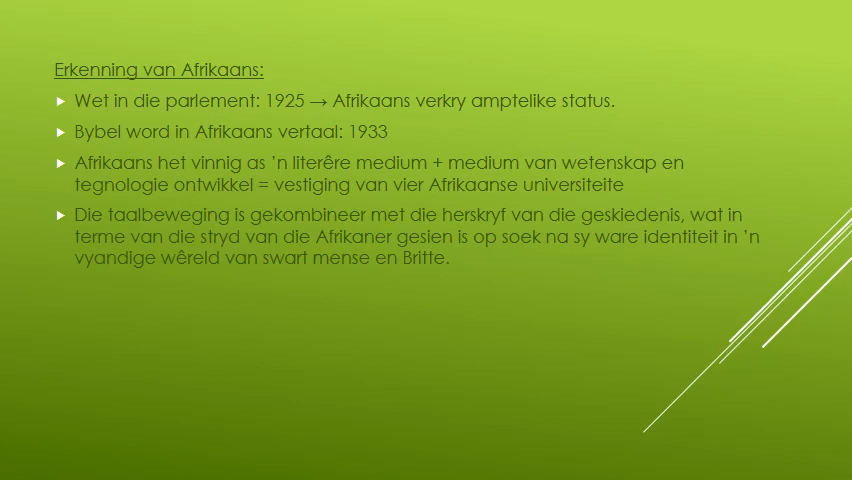 Erkenning van Afrikaans:
Wet in die parlement: 1925 → Afrikaans verkry amptelike status.
Bybel word in Afrikaans vertaal: 1933
Afrikaans het vinnig as ’n literêre medium + medium van wetenskap en
tegnologie ontwikkel = vestiging van vier Afrikaanse universiteite
Die taalbeweging is gekombineer met die herskryf van die geskiedenis, wat in
terme van die stryd van die Afrikaner gesien is op soek na sy ware identiteit in ’n
vyandige wêreld van swart mense en Britte.